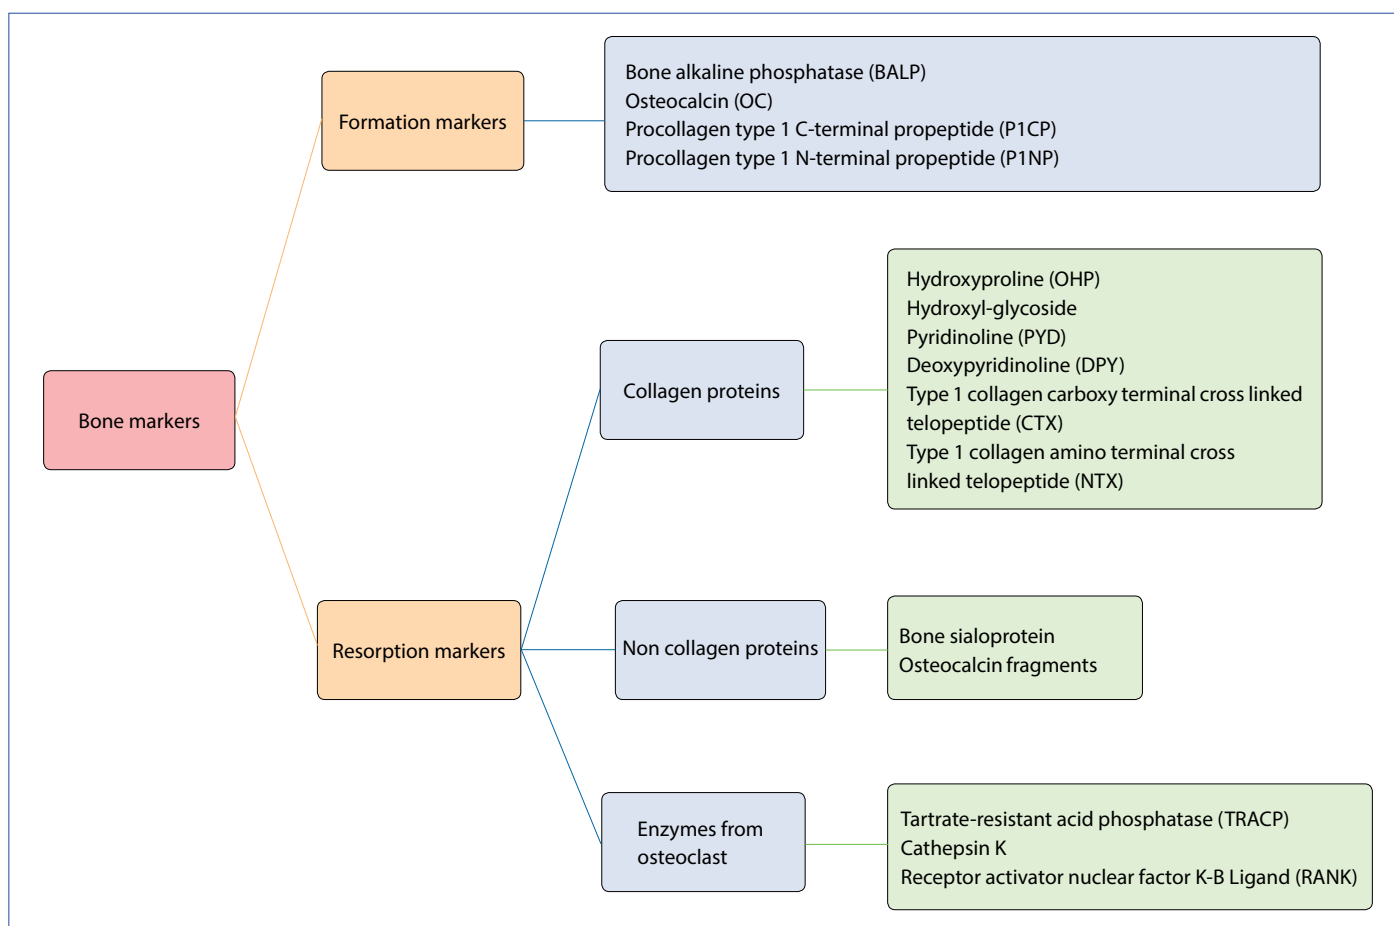 Bone markers
Formation markers
Bone alkaline phosphatase (BALP)
Osteocalcin (OC)
Procollagen type 1 C-terminal propeptide (P1CP)
Procollagen type 1 N-terminal propeptide (P1NP)
Resorption markers
Collagen proteins
Hydroxyproline (OHP)
Hydroxyl-glycoside
Pyridinoline (PYD)
Deoxypyridinoline (DPY)
Type 1 collagen carboxy terminal cross linked
telopeptide (CTX)
Type 1 collagen amino terminal cross
linked telopeptide (NTX)
Non collagen proteins
Bone sialoprotein
Osteocalcin fragments
Enzymes from
osteoclast
Tartrate-resistant acid phosphatase (TRACP)
Cathepsin K
Receptor activator nuclear factor K-B Ligand (RANK)